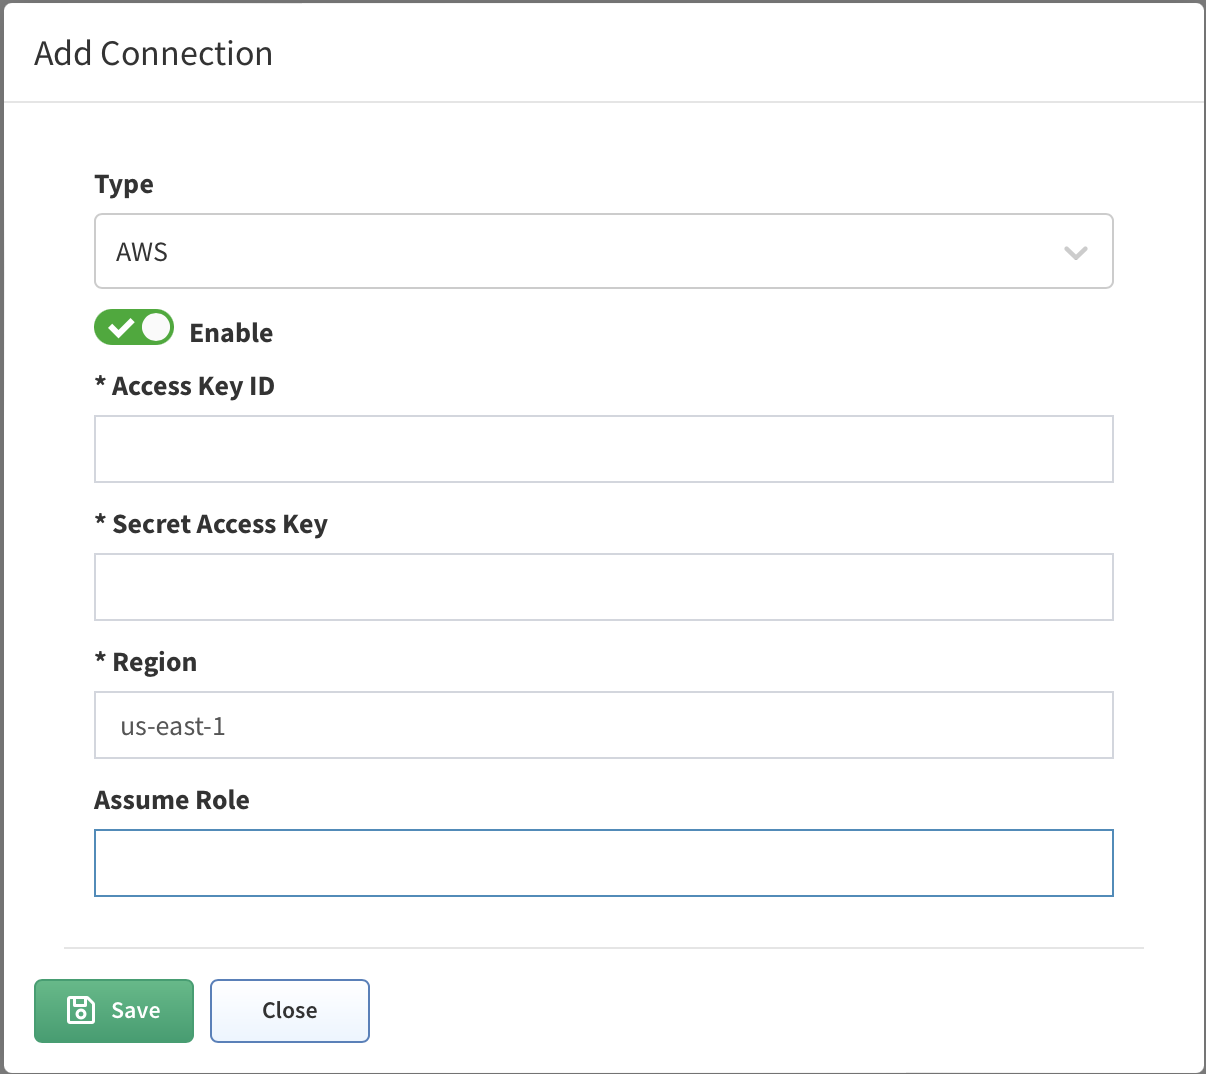 Add Connection
Type
AWS
Enable
* Access Key ID
* Secret Access Key
* Region
us-east-1
Assume Role
Save
Close